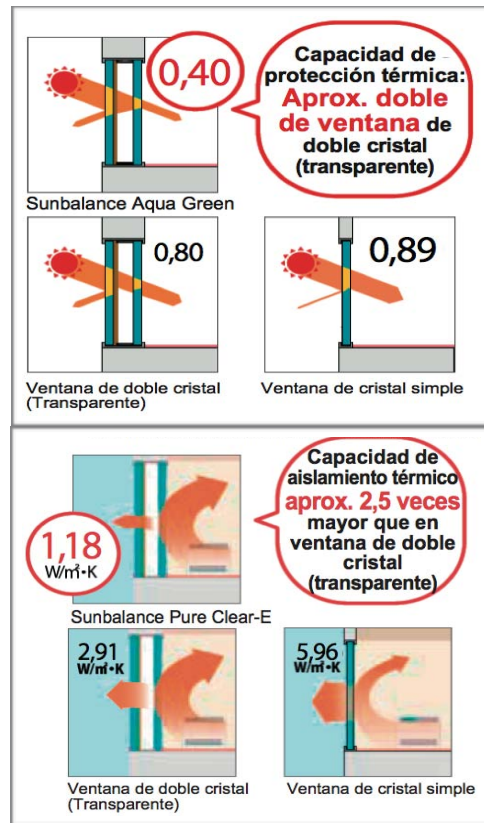 0,40
Capacidad de
protección térmica:
Aprox. doble
de ventana de
doble cristal
(transparente)
Sunbalance Aqua Green
0,80
Ventana de doble cristal
(Transparente)
0,89
Ventana de cristal simple
Capacidad de
aislamiento térmico
aprox. 2,5 veces
mayor que en
ventana de doble
cristal
(transparente)
1,18
W/m²•K
Sunbalance Pure Clear-E
2,91
W/m²•K
Ventana de doble cristal
(Transparente)
5,96
W/m²•K
Ventana de cristal simple